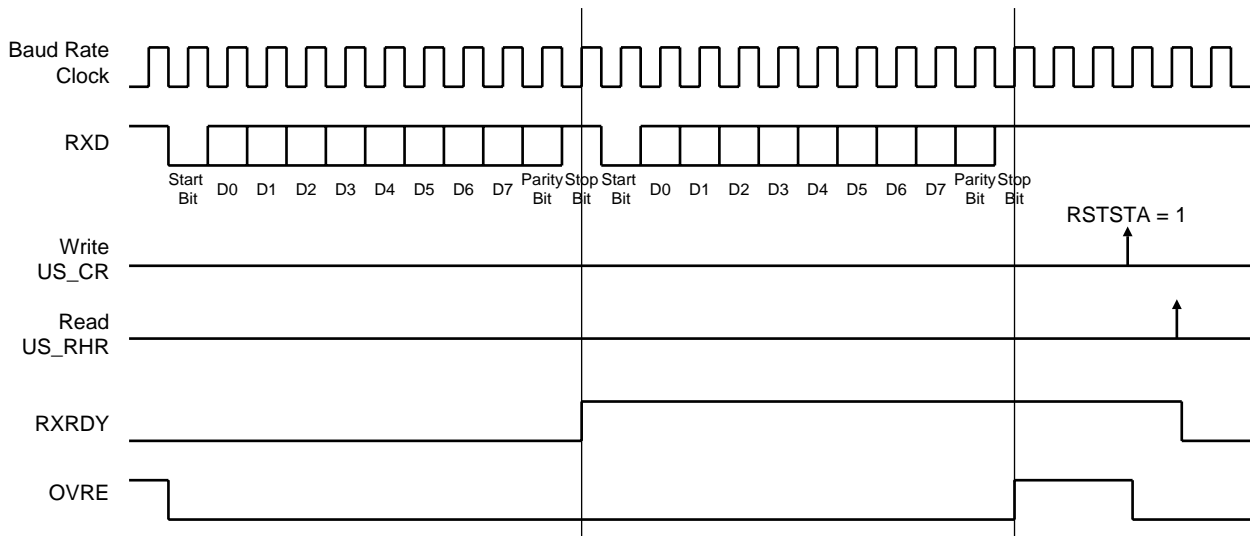 Baud Rate
Clock
RXD
Start
Bit
D0 D1 D2 D3 D4 D5 D6 D7
Parity
Bit
Stop
Bit
Start
Bit
D0 D1 D2 D3 D4 D5 D6 D7
Parity
Bit
Stop
Bit
RSTSTA = 1
Write
US_CR
Read
US_RHR
RXRDY
OVRE